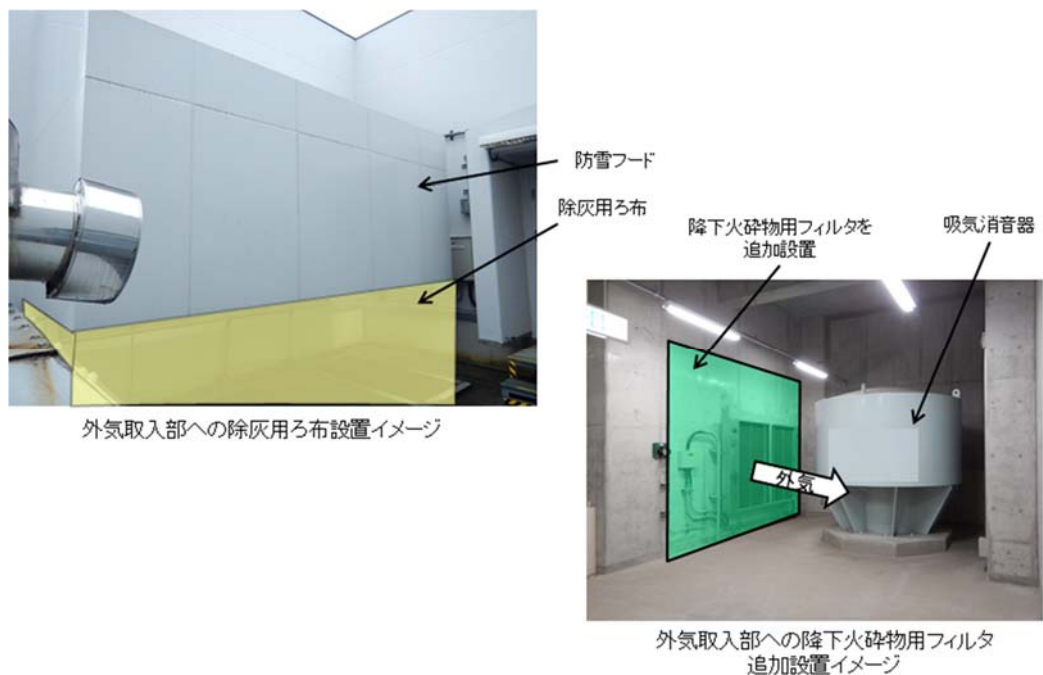 防雪フード
除灰用ろ布
外気取入部への除灰用ろ布設置イメージ
降下火砕物用フィルタを
追加設置
吸気消音器
外気
外気取入部への降下火砕物用フィルタ
追加設置イメージ